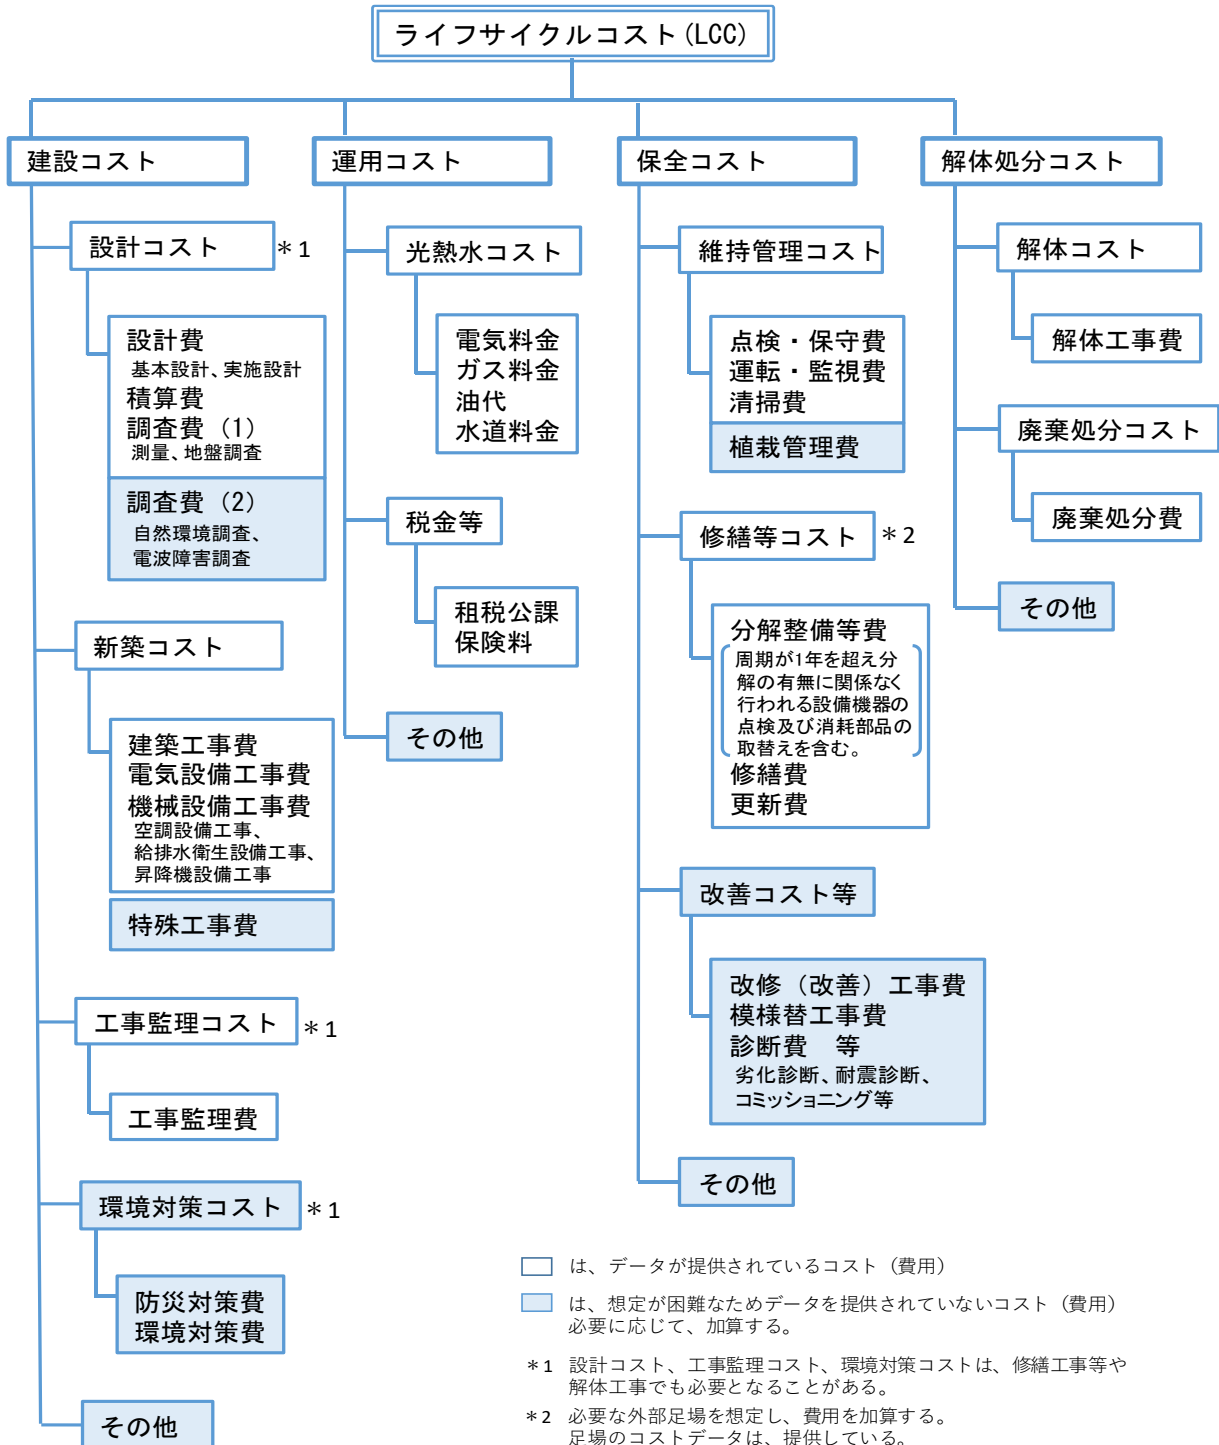 ライフサイクルコスト(LCC)
建設コスト
設計コスト
＊1
設計費
基本設計、実施設計
積算費
調査費（1）
測量、地盤調査
調査費（2）
自然環境調査、
電波障害調査
新築コスト
建築工事費
電気設備工事費
機械設備工事費
空調設備工事、
給排水衛生設備工事、
昇降機設備工事
特殊工事費
工事監理コスト
＊1
工事監理費
環境対策コスト
＊1
防災対策費
環境対策費
その他
運用コスト
光熱水コスト
電気料金
ガス料金
油代
水道料金
税金等
租税公課
保険料
その他
保全コスト
維持管理コスト
点検・保守費
運転・監視費
清掃費
植栽管理費
修繕等コスト
＊2
分解整備等費
周期が1年を超え分
解の有無に関係なく
行われる設備機器の
点検及び消耗部品の
取替えを含む。
修繕費
更新費
改善コスト等
改修（改善）工事費
模様替工事費
診断費　等
劣化診断、耐震診断、
コミッショニング等
その他
解体処分コスト
解体コスト
解体工事費
廃棄処分コスト
廃棄処分費
その他
は、データが提供されているコスト（費用）
は、想定が困難なためデータを提供されていないコスト（費用）
必要に応じて、加算する。
＊1 設計コスト、工事監理コスト、環境対策コストは、修繕工事等や
解体工事でも必要となることがある。
＊2 必要な外部足場を想定し、費用を加算する。
足場のコストデータは、提供している。